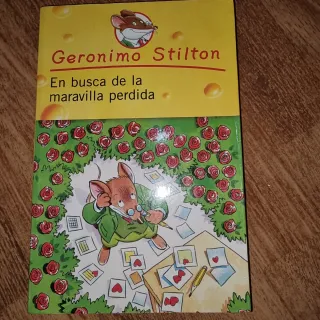 Geronimo Stilton
En busca de la
maravilla perdida